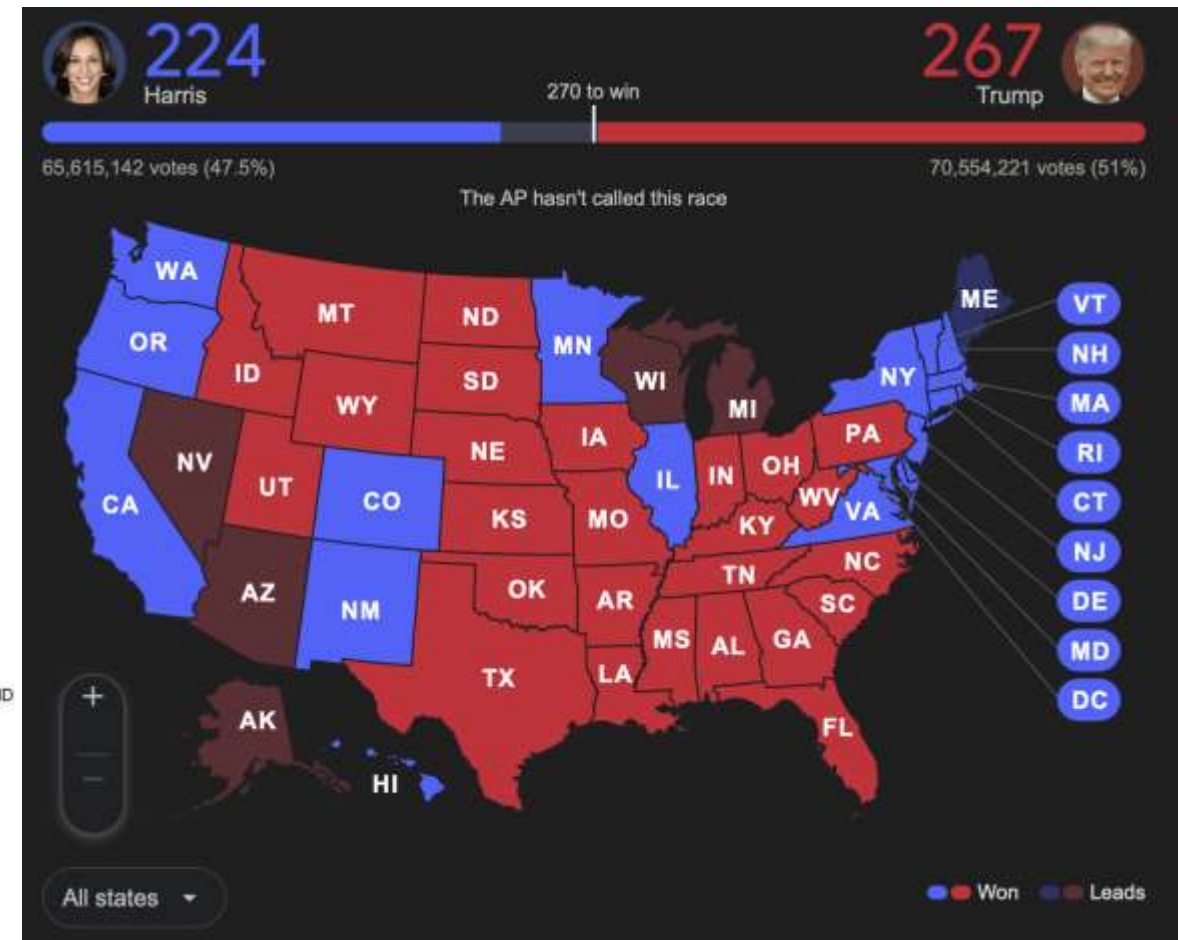 224
Harris
267
Trump
270 to win
65,615,142 votes (47.5%)
70,554,221 votes (51%)
The AP hasn't called this race
WA
MT
ND
ME
VT
OR
ID
SD
MN
NH
WY
WI
MI
NY
MA
NV
UT
NE
IA
PA
RI
CA
CO
KS
MO
IL
IN
OH
WV
VA
CT
KY
NJ
AZ
NM
OK
AR
TN
NC
DE
SC
TX
MS
AL
GA
MD
LA
DC
AK
HI
FL
+
−
All states
Won
Leads